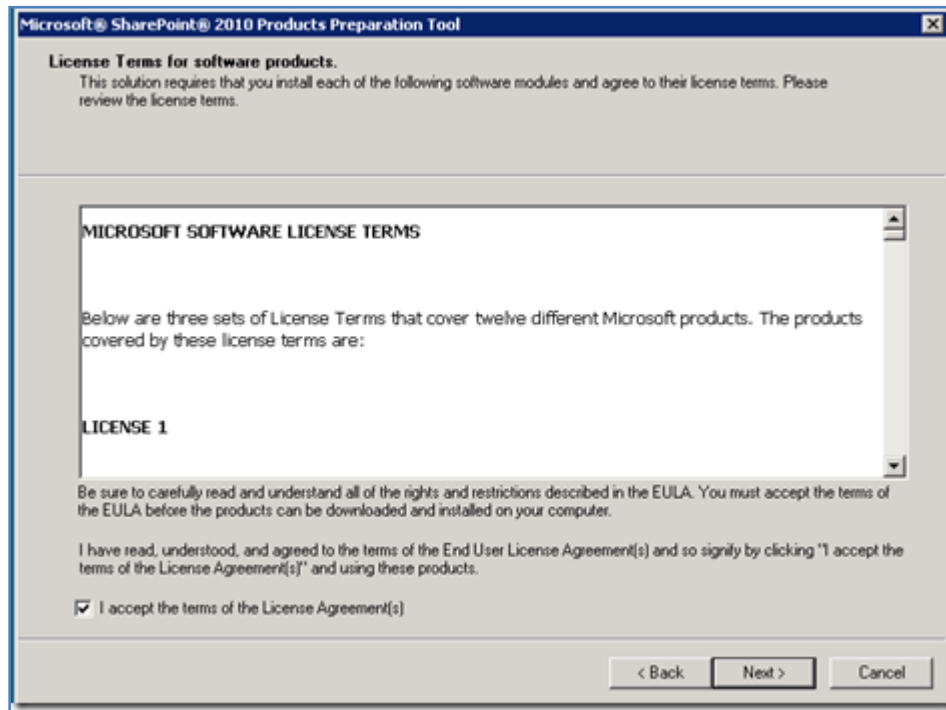 Microsoft® SharePoint® 2010 Products Preparation Tool
License Terms for software products.
This solution requires that you install each of the following software modules and agree to their license terms. Please
review the license terms.
MICROSOFT SOFTWARE LICENSE TERMS
Below are three sets of License Terms that cover twelve different Microsoft products. The products
covered by these license terms are:
LICENSE 1
Be sure to carefully read and understand all of the rights and restrictions described in the EULA. You must accept the terms of
the EULA before the products can be downloaded and installed on your computer.
I have read, understood, and agreed to the terms of the End User License Agreement(s) and so signify by clicking "I accept the
terms of the License Agreement(s)" and using these products.
I accept the terms of the License Agreement(s)
< Back Next > Cancel